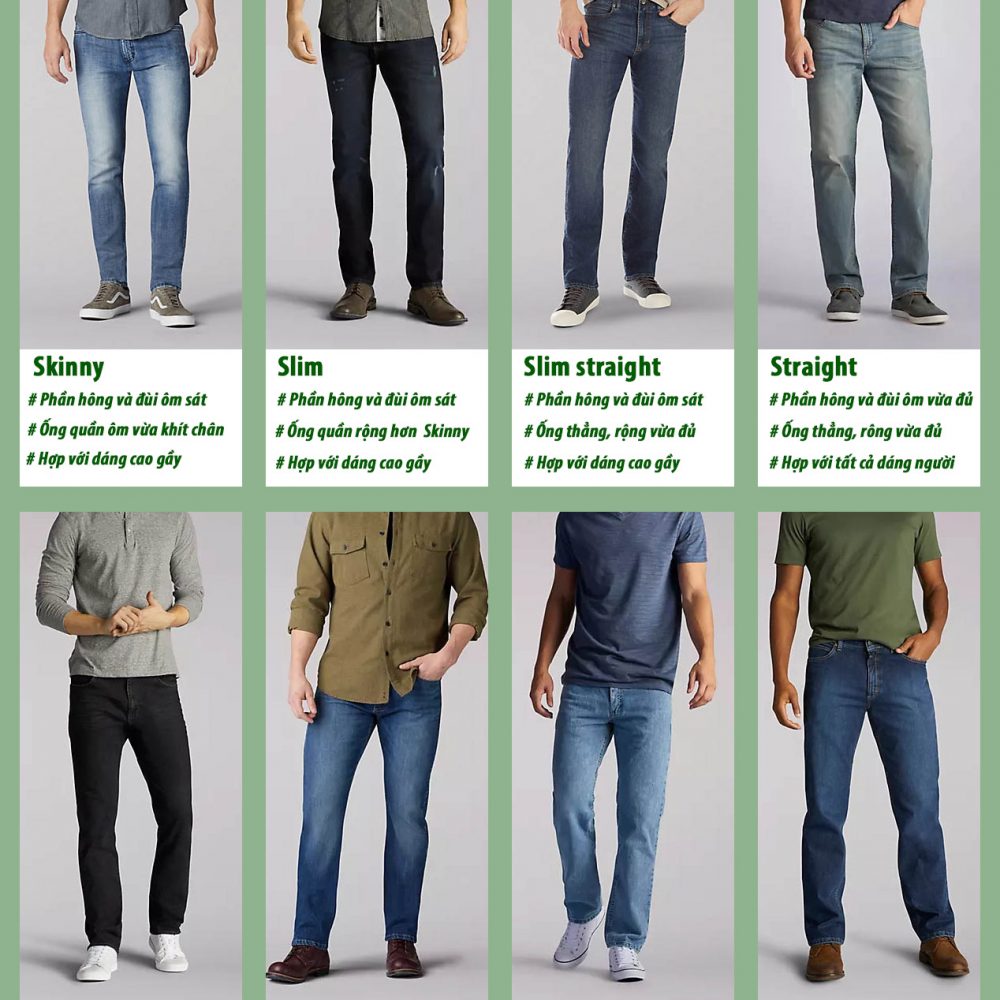 Skinny
# Phần hông và đùi ôm sát
# Ống quần ôm vừa khít chân
# Hợp với dáng cao gầy
Slim
# Phần hông và đùi ôm sát
# Ống quần rộng hơn Skinny
# Hợp với dáng cao gầy
Slim straight
# Phần hông và đùi ôm sát
# Ống thẳng, rộng vừa đủ
# Hợp với dáng cao gầy
Straight
# Phần hông và đùi ôm vừa đủ
# Ống thẳng, rông vừa đủ
# Hợp với tất cả dáng người